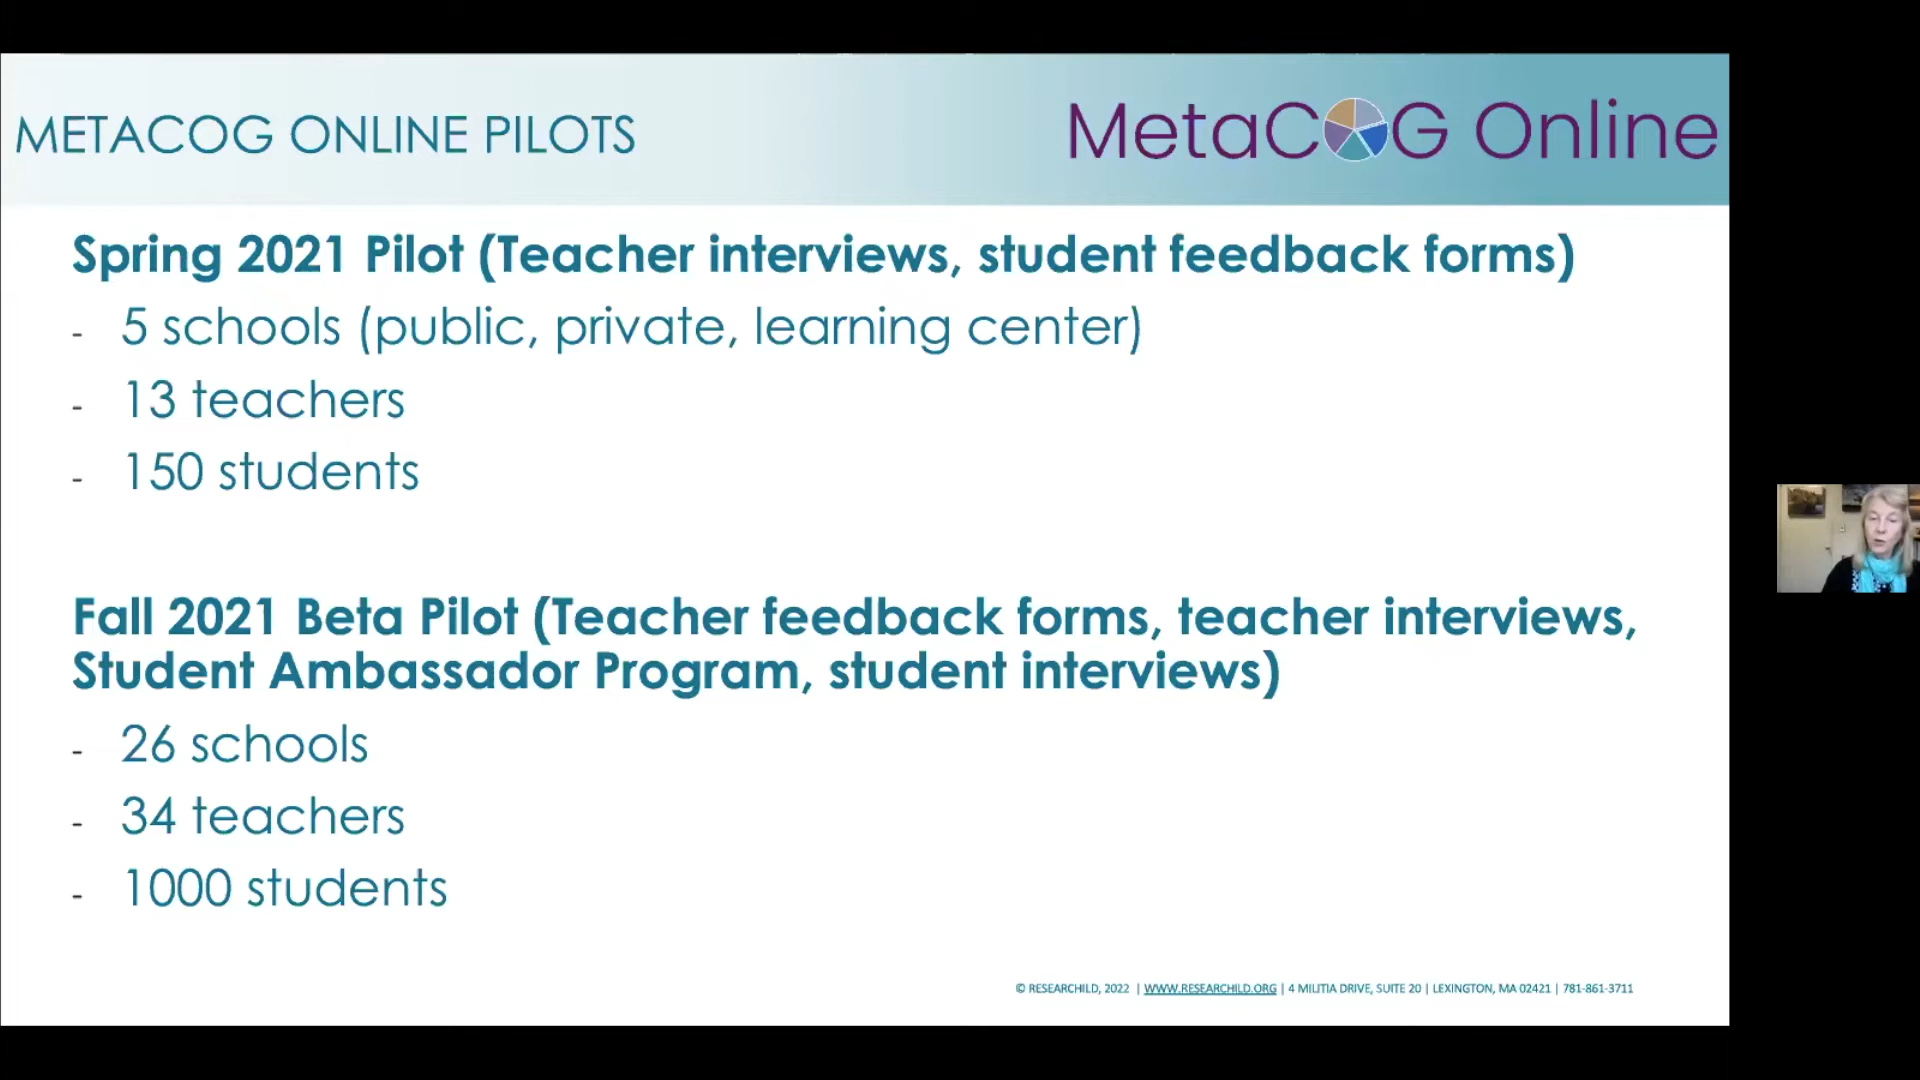 METACOG ONLINE PILOTS
MetaCOG Online
Spring 2021 Pilot (Teacher interviews, student feedback forms)
- 5 schools (public, private, learning center)
- 13 teachers
- 150 students
Fall 2021 Beta Pilot (Teacher feedback forms, teacher interviews,
Student Ambassador Program, student interviews)
- 26 schools
- 34 teachers
- 1000 students
© RESEARCHILD, 2022 | WWW.RESEARCHILD.ORG | 4 MILITIA DRIVE, SUITE 20 | LEXINGTON, MA 02421 | 781-861-3711